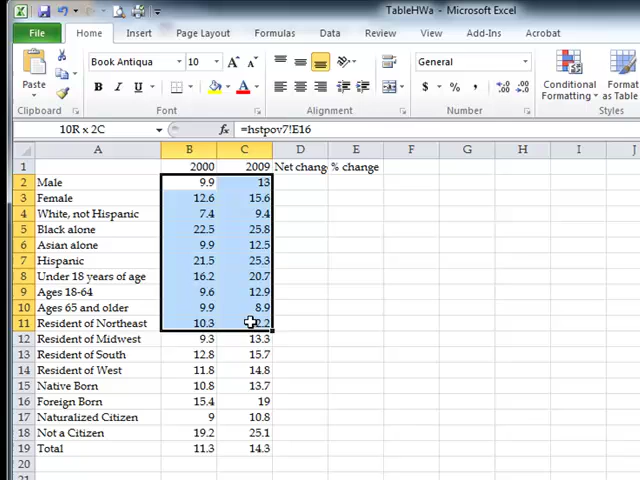 TableHWa - Microsoft Excel
File Home Insert Page Layout Formulas Data Review View Add-Ins Acrobat
Paste Book Antiqua 10 A A General Conditional Formatting Format as Table
B I U A $ % ,
Clipboard Font Alignment Number
10R x 2C fx =hstpov7!E16
A B C D E F G H I J
1 2000 2009 Net chang % change
2 Male 9.9 13
3 Female 12.6 15.6
4 White, not Hispanic 7.4 9.4
5 Black alone 22.5 25.8
6 Asian alone 9.9 12.5
7 Hispanic 21.5 25.3
8 Under 18 years of age 16.2 20.7
9 Ages 18-64 9.6 12.9
10 Ages 65 and older 9.9 8.9
11 Resident of Northeast 10.3 2.2
12 Resident of Midwest 9.3 13.3
13 Resident of South 12.8 15.7
14 Resident of West 11.8 14.8
15 Native Born 10.8 13.7
16 Foreign Born 15.4 19
17 Naturalized Citizen 9 10.8
18 Not a Citizen 19.2 25.1
19 Total 11.3 14.3
20
21